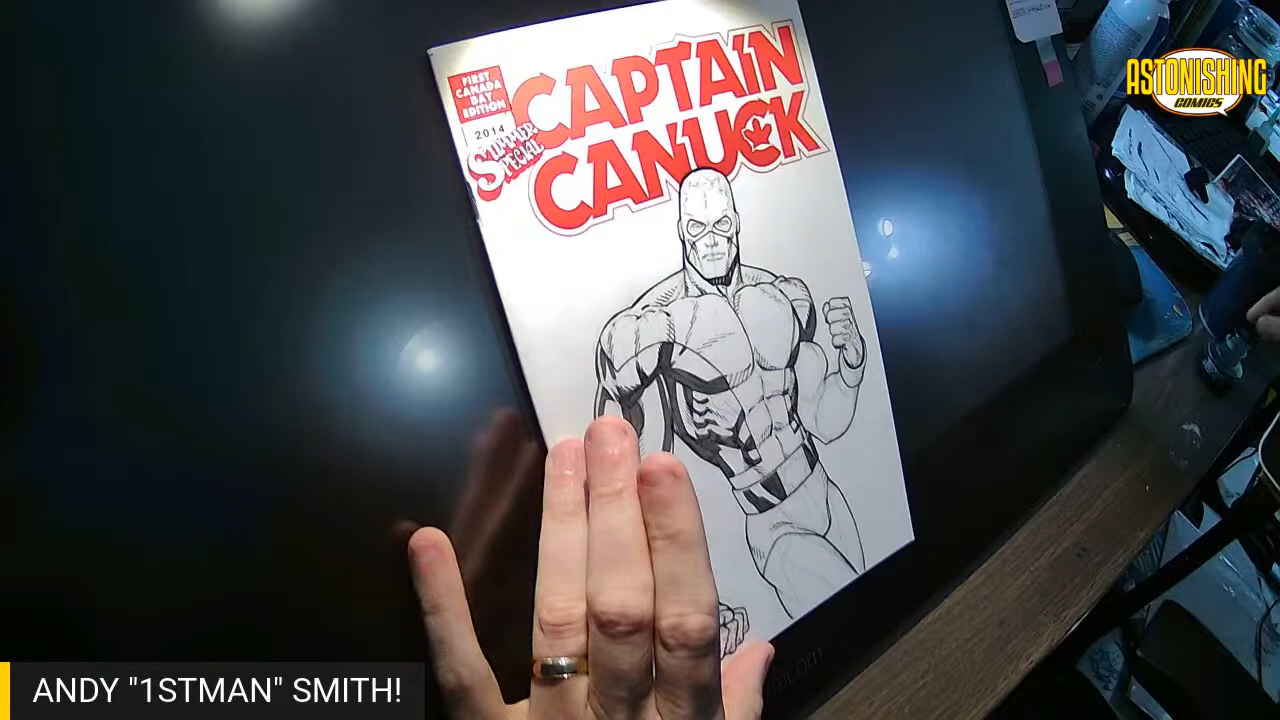 FIRST
CANADA
DAY
EDITION
2014
SUMMER
SPECIAL
CAPTAIN
CANUCK
ASTONISHING
COMICS
ANDY "1STMAN" SMITH!